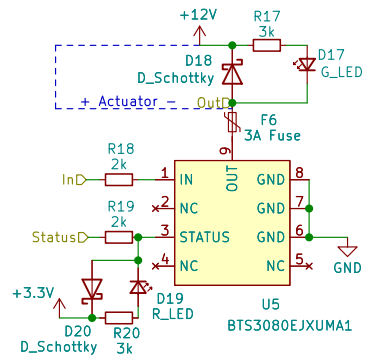 +12V
R17
3k
D18
D_Schottky
D17
G_LED
+ Actuator -
Out
F6
3A Fuse
9
OUT
R18
2k
In
1
IN
GND
8
2
NC
GND
7
R19
2k
Status
3
STATUS
GND
6
4
NC
NC
5
GND
+3.3V
D19
R_LED
D20
D_Schottky
R20
3k
U5
BTS3080EJXUMA1